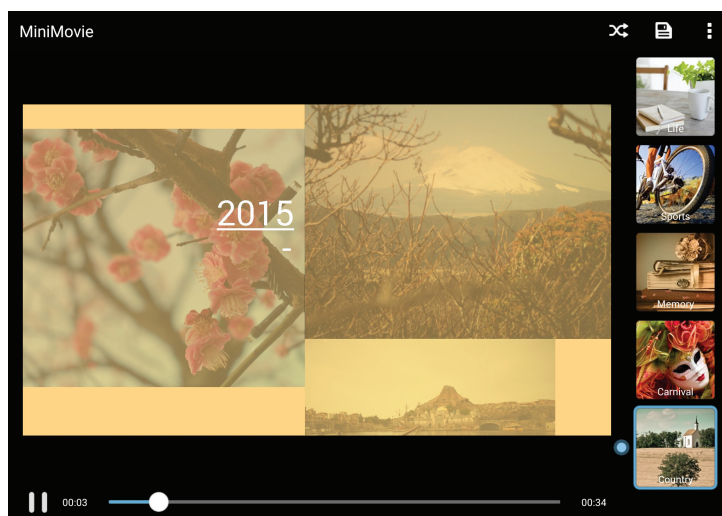 MiniMovie
Life
Sports
2015
-
Memory
Carnival
Country
00:03
00:34